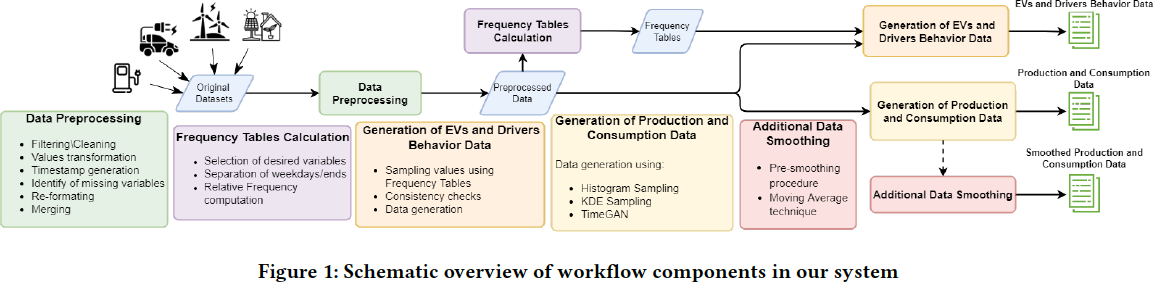 Original
Datasets
Data
Preprocessing
Preprocessed
Data
Frequency Tables
Calculation
Frequency
Tables
Generation of EVs and
Drivers Behavior Data
EVs and Drivers Behavior Data
Generation of Production
and Consumption Data
Production and Consumption
Data
Additional Data Smoothing
Smoothed Production and
Consumption Data
Data Preprocessing
• Filtering\Cleaning
• Values transformation
• Timestamp generation
• Identify of missing variables
• Re-formating
• Merging
Frequency Tables Calculation
• Selection of desired variables
• Separation of weekdays/ends
• Relative Frequency
computation
Generation of EVs and Drivers
Behavior Data
• Sampling values using
Frequency Tables
• Consistency checks
• Data generation
Generation of Production and
Consumption Data
Data generation using:
• Histogram Sampling
• KDE Sampling
• TimeGAN
Additional Data
Smoothing
• Pre-smoothing
procedure
• Moving Average
technique
Figure 1: Schematic overview of workflow components in our system